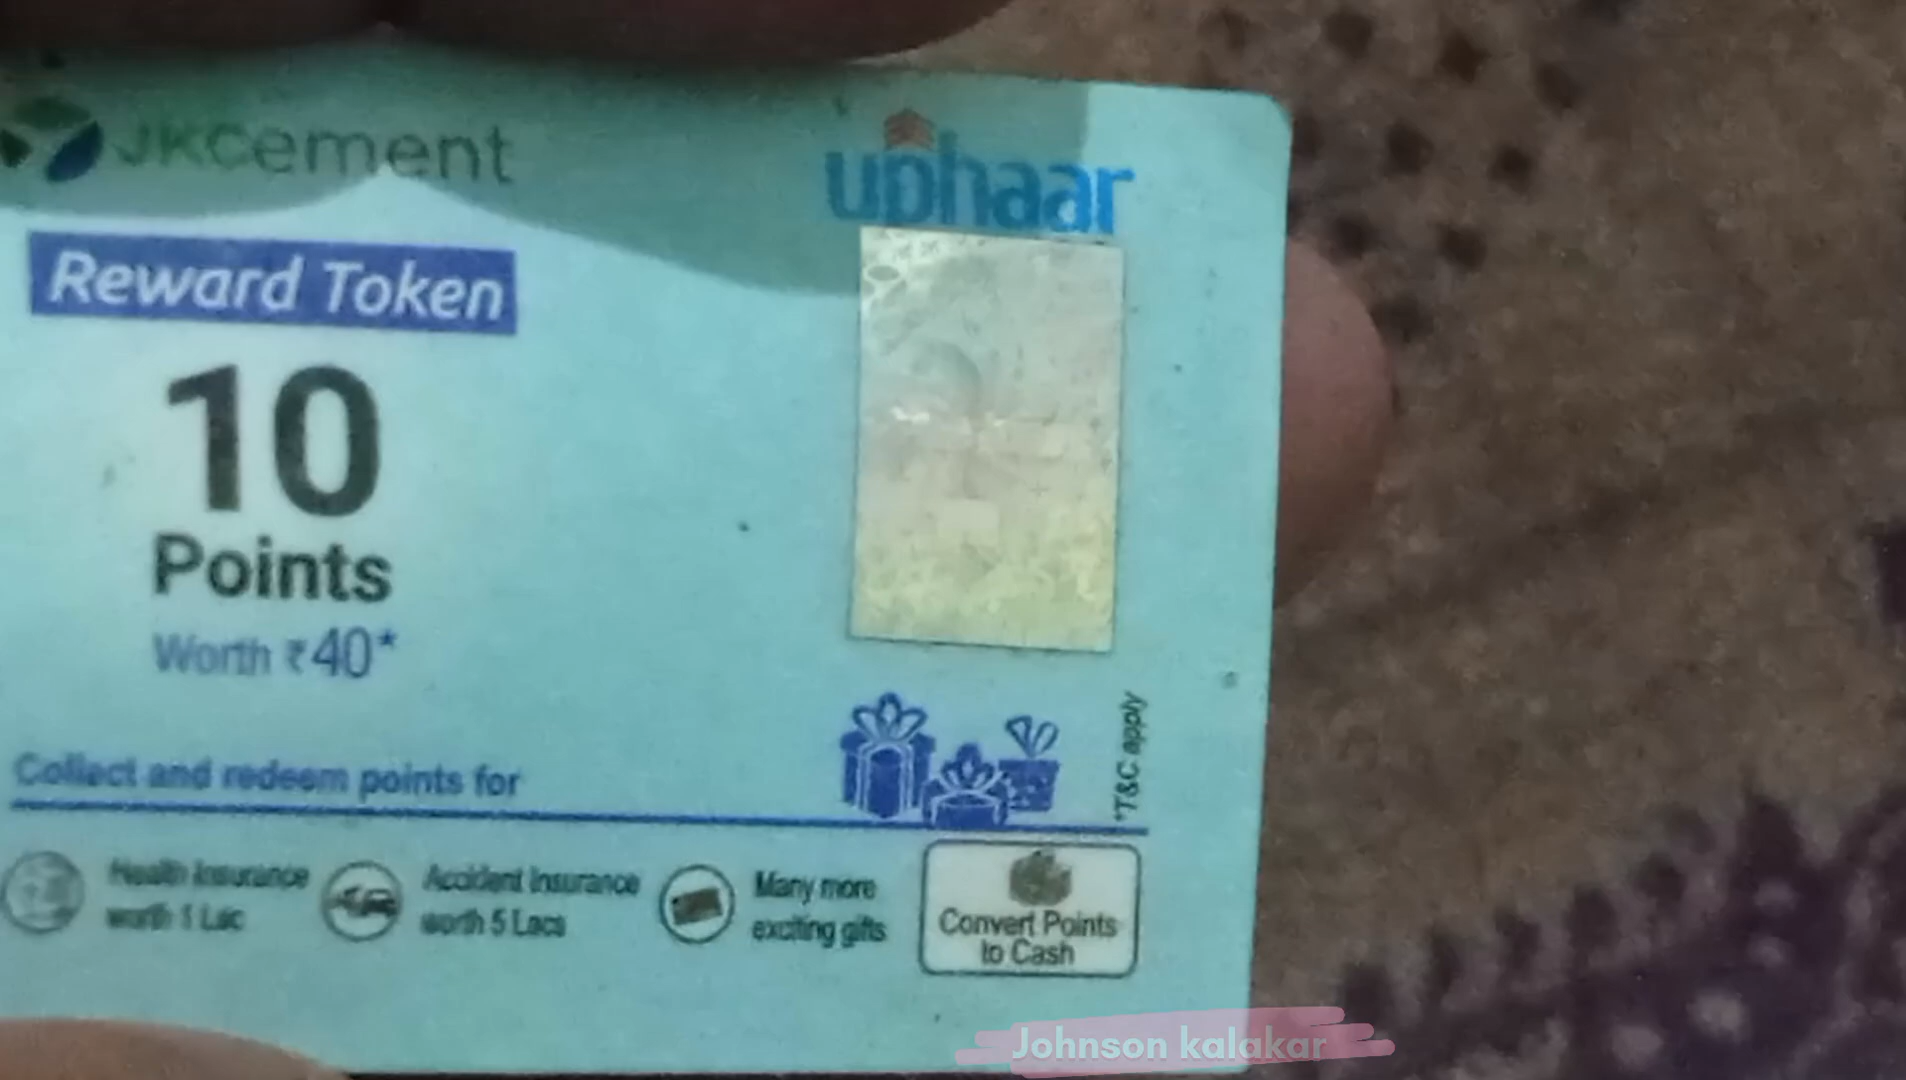 JKcement
uphaar
Reward Token
10
Points
Worth ₹40*
*T&C apply
Collect and redeem points for
Health Insurance
worth 1 Lac
Accident Insurance
worth 5 Lacs
Many more
exciting gifts
Convert Points
to Cash
Johnson kalakar